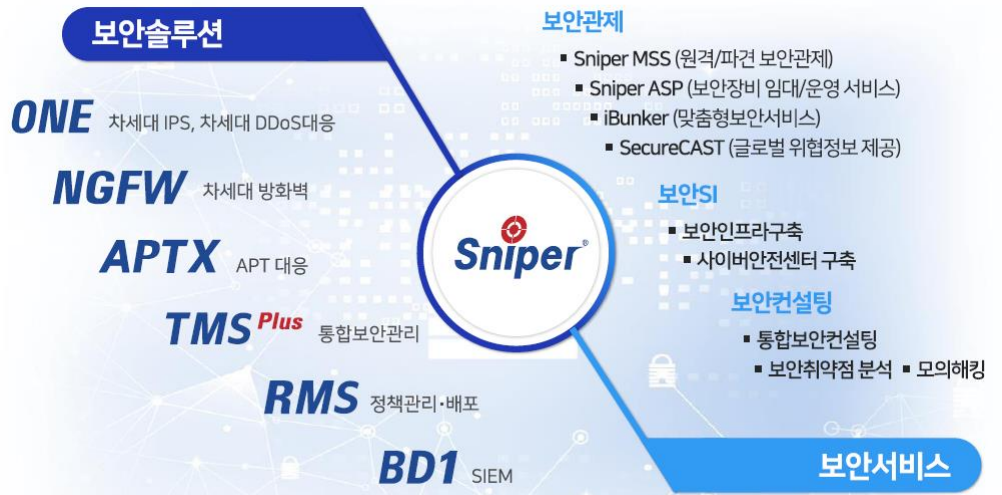 보안솔루션
ONE 차세대 IPS, 차세대 DDoS대응
NGFW 차세대 방화벽
APTX APT 대응
TMS Plus 통합보안관리
RMS 정책관리·배포
BD1 SIEM
Sniper®
보안관제
▪ Sniper MSS (원격/파견 보안관제)
▪ Sniper ASP (보안장비 임대/운영 서비스)
▪ iBunker (맞춤형보안서비스)
▪ SecureCAST (글로벌 위협정보 제공)
보안SI
▪ 보안인프라구축
▪ 사이버안전센터 구축
보안컨설팅
▪ 통합보안컨설팅
▪ 보안취약점 분석 ▪ 모의해킹
보안서비스